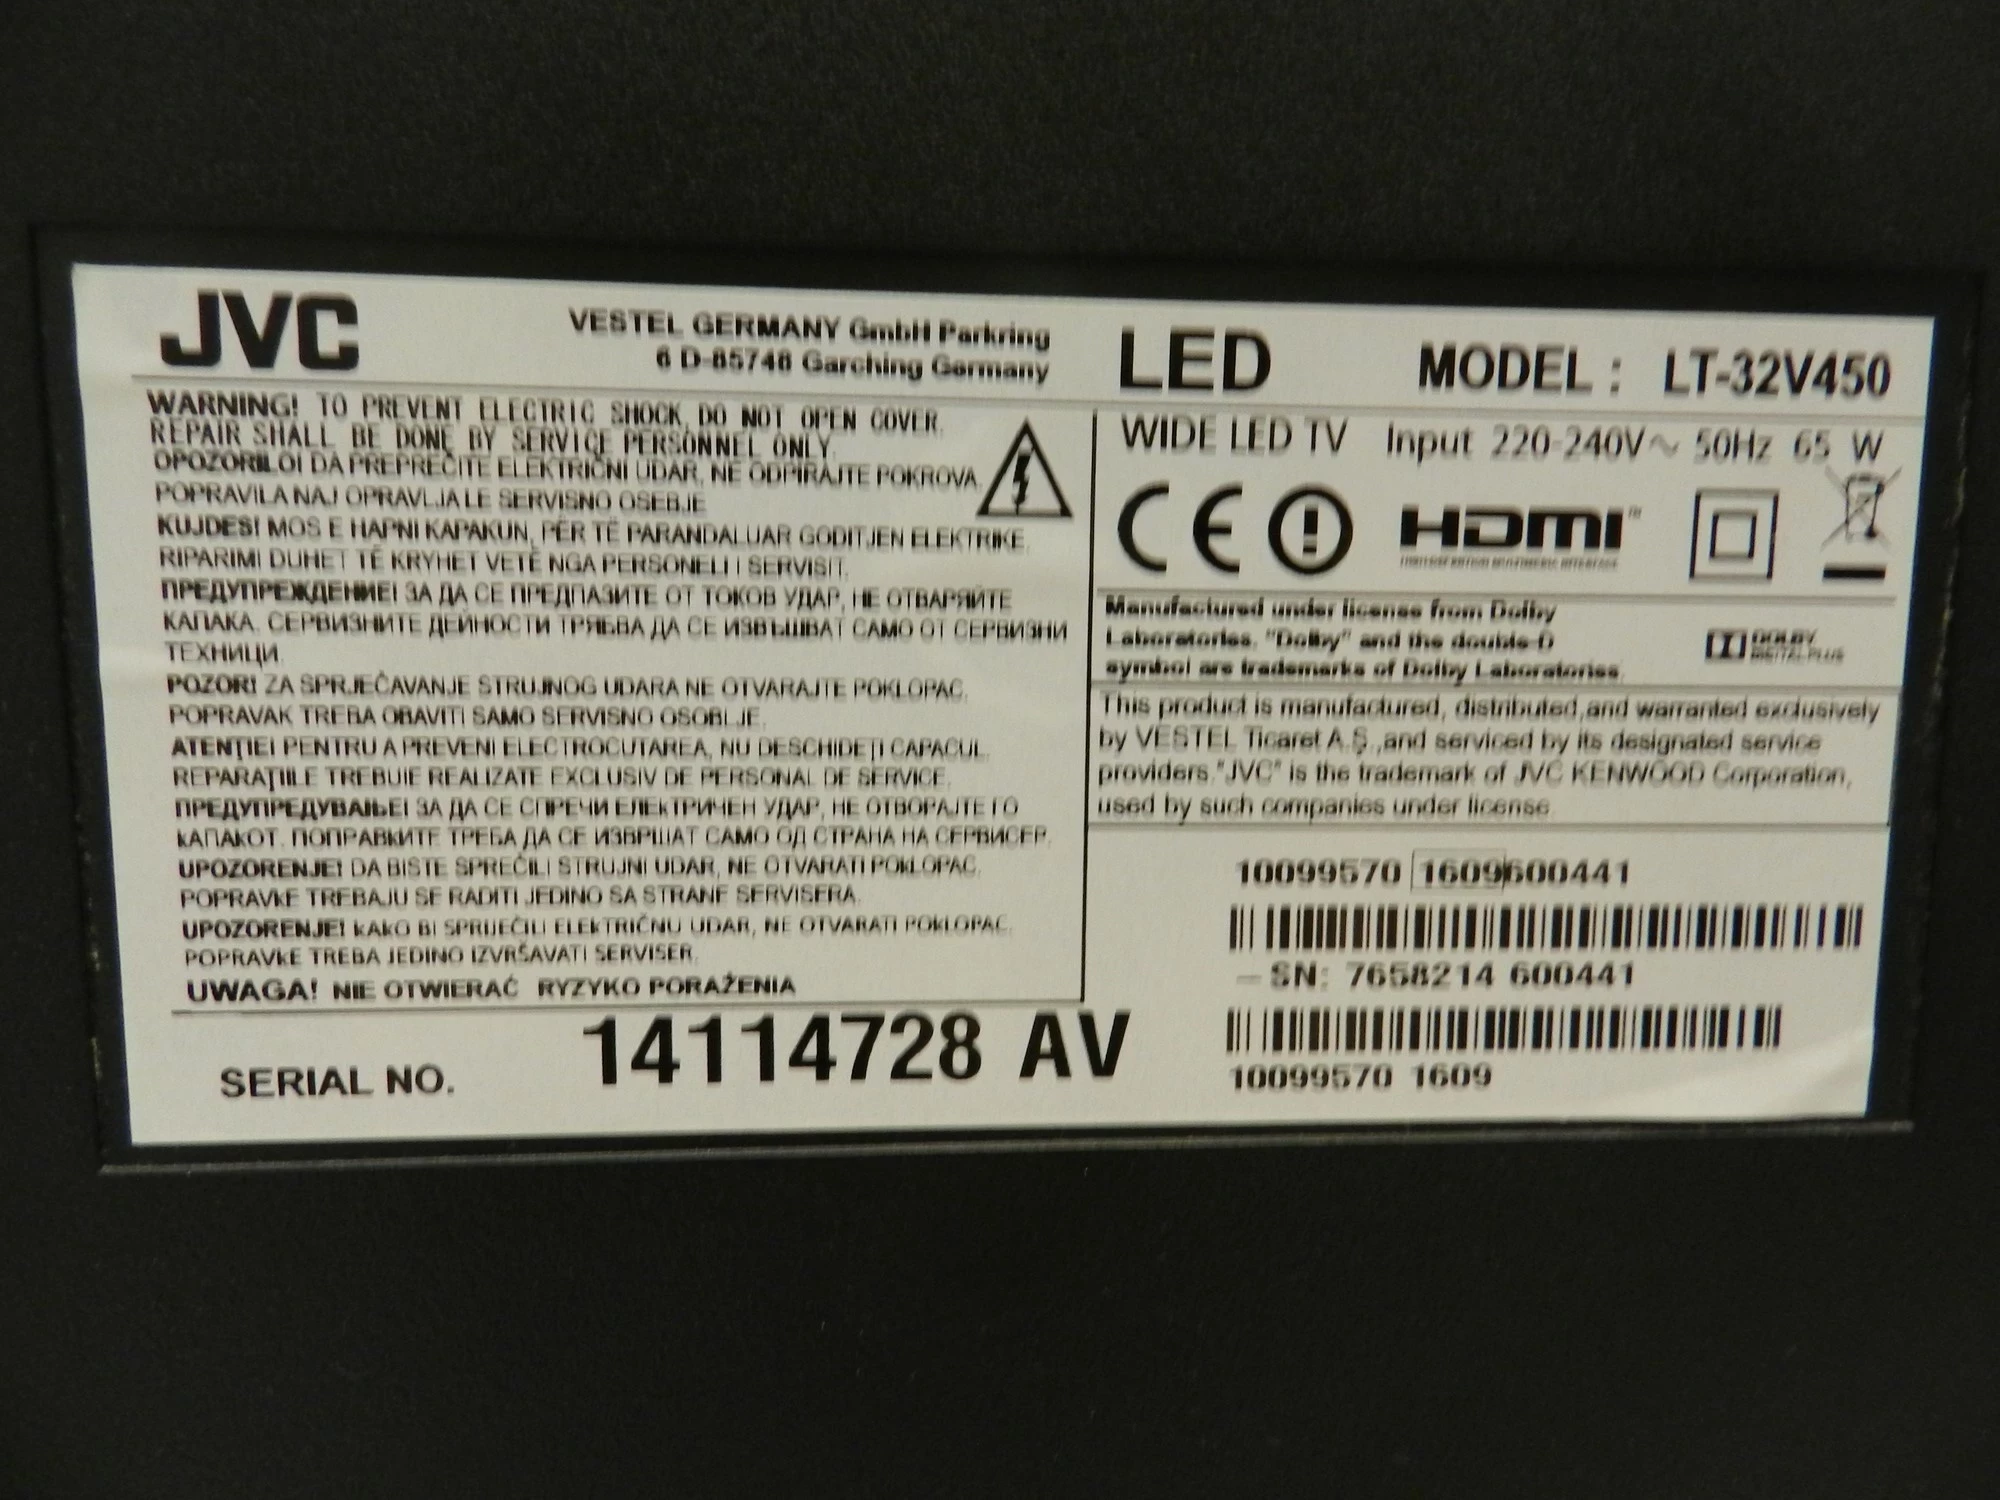 JVC
VESTEL GERMANY GmbH Parkring
6 D-85748 Garching Germany
LED
MODEL : LT-32V450
WARNING! TO PREVENT ELECTRIC SHOCK, DO NOT OPEN COVER.
REPAIR SHALL BE DONE BY SERVICE PERSONNEL ONLY.
OPOZORILO! DA PREPREČITE ELEKTRIČNI UDAR, NE ODPIRAJTE POKROVA.
POPRAVILA NAJ OPRAVLJA LE SERVISNO OSEBJE
KUJDES! MOS E HAPNI KAPAKUN, PËR TË PARANDALUAR GODITJEN ELEKTRIKE.
RIPARIMI DUHET TË KRYHET VETË NGA PERSONELI I SERVISIT.
ПРЕДУПРЕЖДЕНИЕ! ЗА ДА СЕ ПРЕДПАЗИТЕ ОТ ТОКОВ УДАР, НЕ ОТВАРЯЙТЕ
КАПАКА. СЕРВИЗНИТЕ ДЕЙНОСТИ ТРЯБВА ДА СЕ ИЗВЪШВАТ САМО ОТ СЕРВИЗНИ
ТЕХНИЦИ.
POZOR! ZA SPRJEČAVANJE STRUJNOG UDARA NE OTVARAJTE POKLOPAC.
POPRAVAK TREBA OBAVITI SAMO SERVISNO OSOBLJE.
ATENȚIE! PENTRU A PREVENI ELECTROCUTAREA, NU DESCHIDEȚI CAPACUL.
REPARAȚIILE TREBUIE REALIZATE EXCLUSIV DE PERSONAL DE SERVICE.
ПРЕДУПРЕДУВАЊЕ! ЗА ДА СЕ СПРЕЧИ ЕЛЕКТРИЧЕН УДАР, НЕ ОТВОРАЈТЕ ГО
КАПАКОТ. ПОПРАВКИТЕ ТРЕБА ДА СЕ ИЗВРШАТ САМО ОД СТРАНА НА СЕРВИСЕР.
UPOZORENJE! DA BISTE SPREČILI STRUJNI UDAR, NE OTVARATI POKLOPAC.
POPRAVKE TREBAJU SE RADITI JEDINO SA STRANE SERVISERA.
UPOZORENJE! KAKO BI SPRIJEČILI ELEKTRIČNU UDAR, NE OTVARATI POKLOPAC.
POPRAVKE TREBA JEDINO IZVRŠAVATI SERVISER.
UWAGA! NIE OTWIERAĆ RYZYKO PORAŻENIA
SERIAL NO. 14114728 AV
WIDE LED TV Input 220-240V~ 50Hz 65 W
CE HDMI™
Manufactured under license from Dolby
Laboratories. "Dolby" and the double-D
symbol are trademarks of Dolby Laboratories.
DOLBY
DIGITAL PLUS
This product is manufactured, distributed,and warranted exclusively
by VESTEL Ticaret A.Ş.,and serviced by its designated service
providers."JVC" is the trademark of JVC KENWOOD Corporation,
used by such companies under license.
10099570 1609600441
-SN: 7658214 600441
10099570 1609